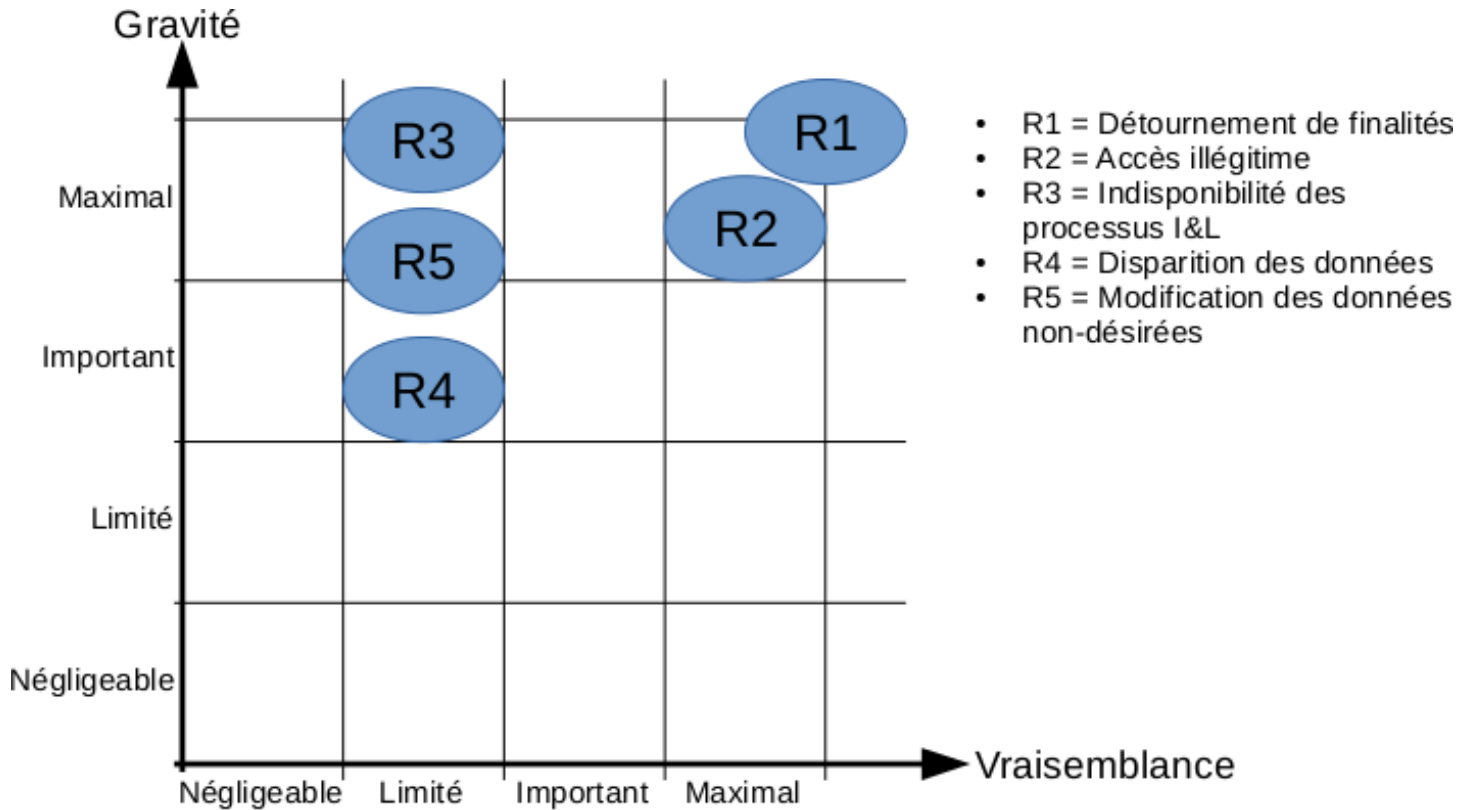 Gravité
R3
R1
• R1 = Détournement de finalités
• R2 = Accès illégitime
• R3 = Indisponibilité des
processus I&L
• R4 = Disparition des données
• R5 = Modification des données
non-désirées
Maximal
R2
R5
Important
R4
Limité
Négligeable
Vraisemblance
Négligeable Limité Important Maximal